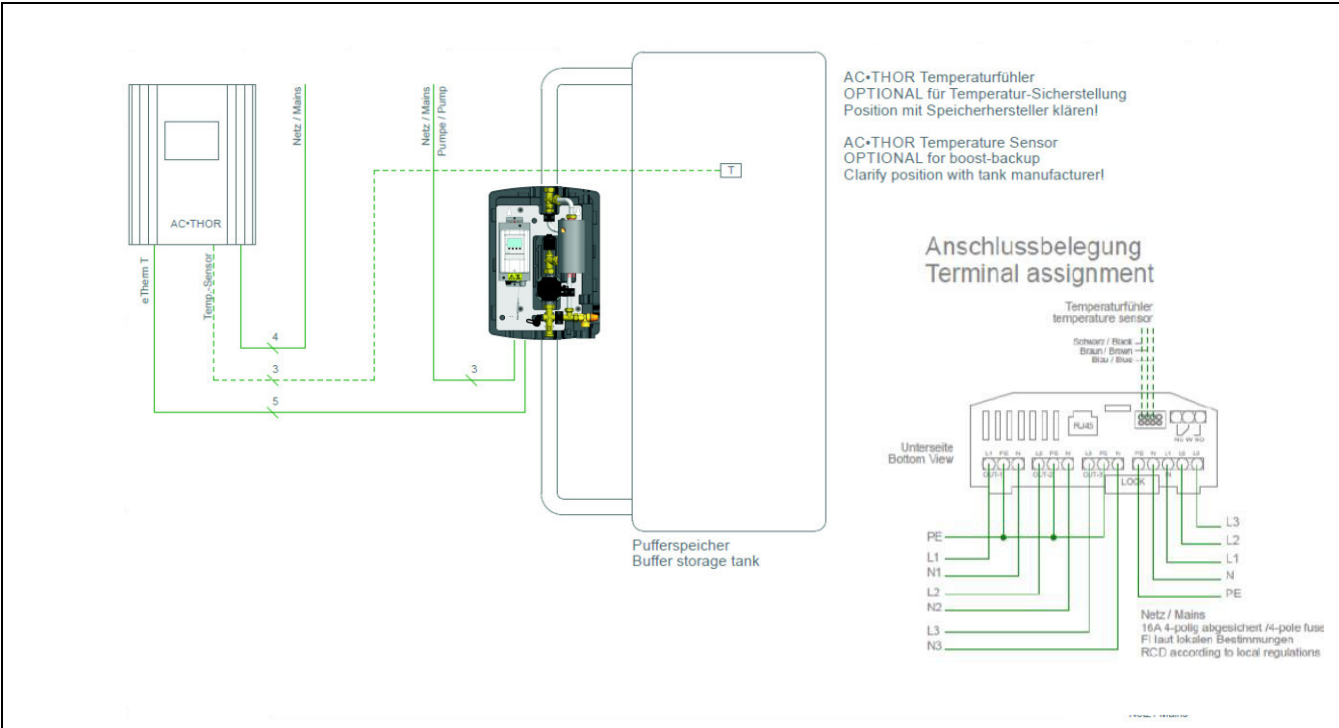 AC•THOR Temperaturfühler
OPTIONAL für Temperatur-Sicherstellung
Position mit Speicherhersteller klären!
AC•THOR Temperature Sensor
OPTIONAL for boost-backup
Clarify position with tank manufacturer!
Netz / Mains
Netz / Mains
Pumpe / Pump
T
AC•THOR
eTherm T
Temp.-Sensor
4
3
3
5
Pufferspeicher
Buffer storage tank
Anschlussbelegung
Terminal assignment
Temperaturfühler
temperature sensor
Schwarz / Black
Braun / Brown
Blau / Blue
RJ45
Unterseite
Bottom View
L1 PE N L2 PE N L3 PE N PE N L1 L2 L3
OUT-1 OUT-2 OUT-3
LOCK
PE
L1
N1
L2
N2
L3
N3
L3
L2
L1
N
PE
Netz / Mains
16A 4-polig abgesichert /4-pole fuse
FI laut lokalen Bestimmungen
RCD according to local regulations